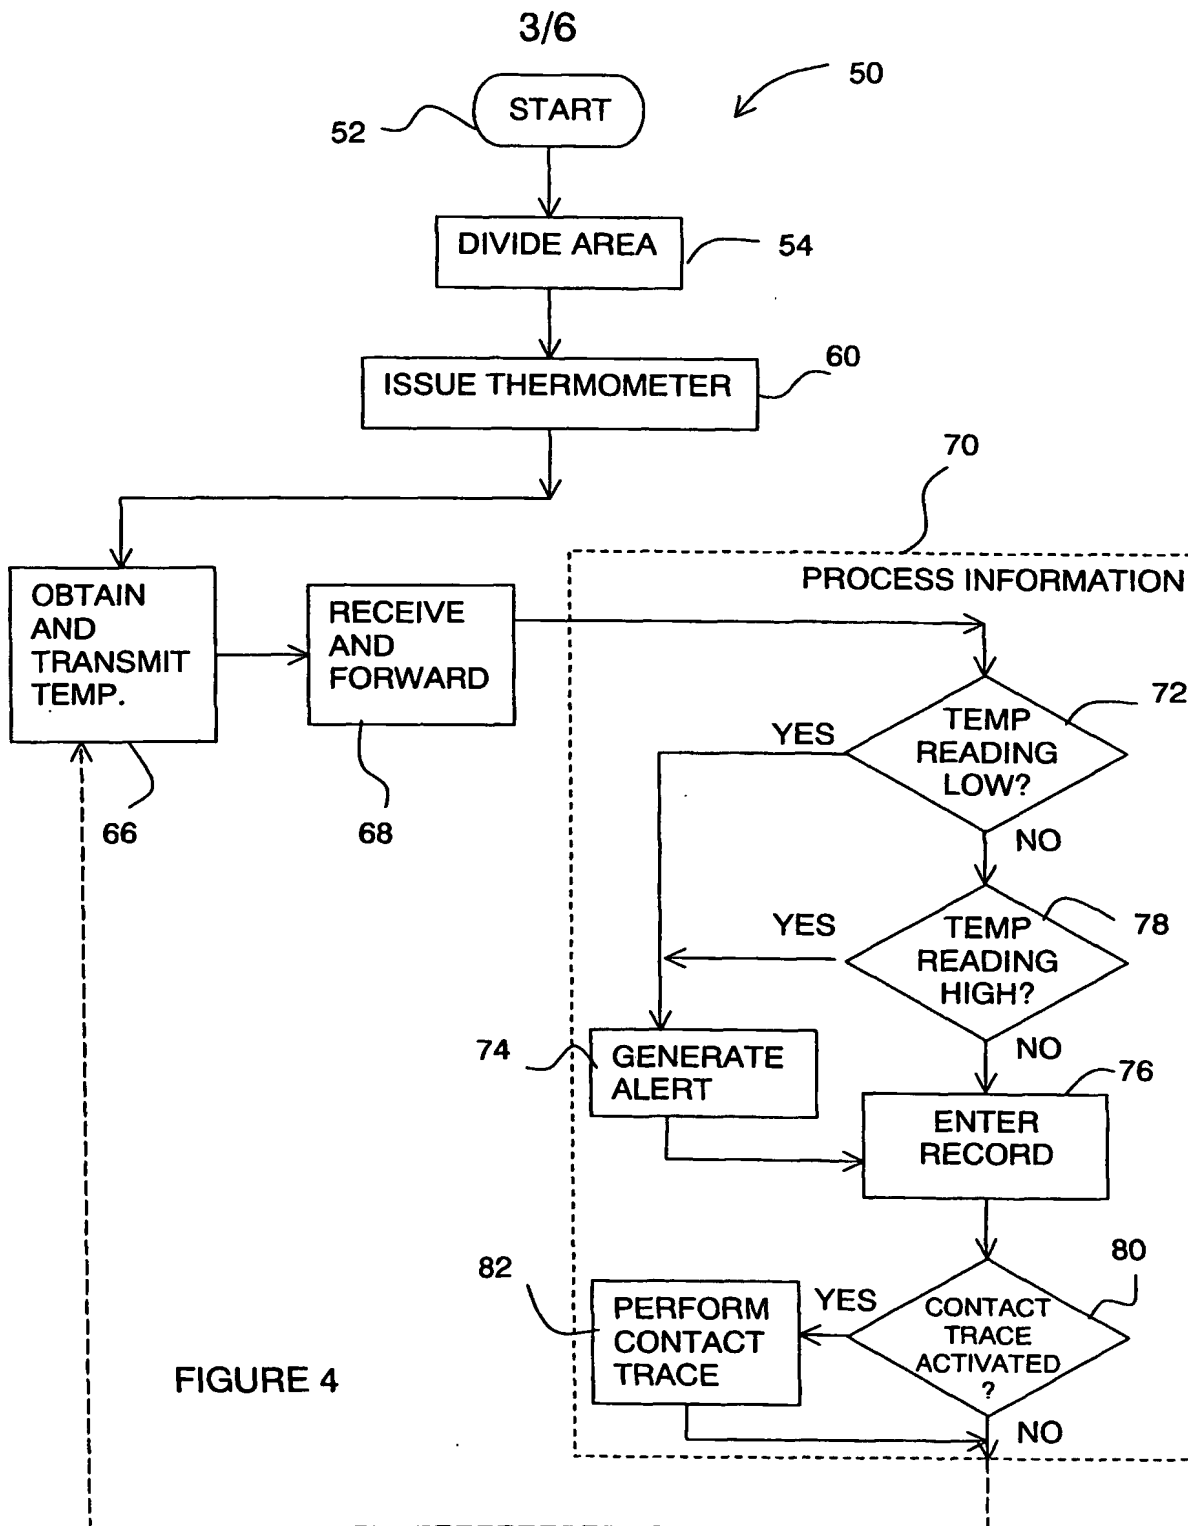 3/6
50
START
52
DIVIDE AREA
54
60
ISSUE THERMOMETER
70
PROCESS INFORMATION
OBTAIN
AND
TRANSMIT
TEMP.
RECEIVE
AND
FORWARD
66
68
72
TEMP
READING
LOW?
YES
NO
78
TEMP
READING
HIGH?
YES
NO
74
GENERATE
ALERT
76
ENTER
RECORD
80
82
PERFORM
CONTACT
TRACE
YES
CONTACT
TRACE
ACTIVATED
?
NO
FIGURE 4